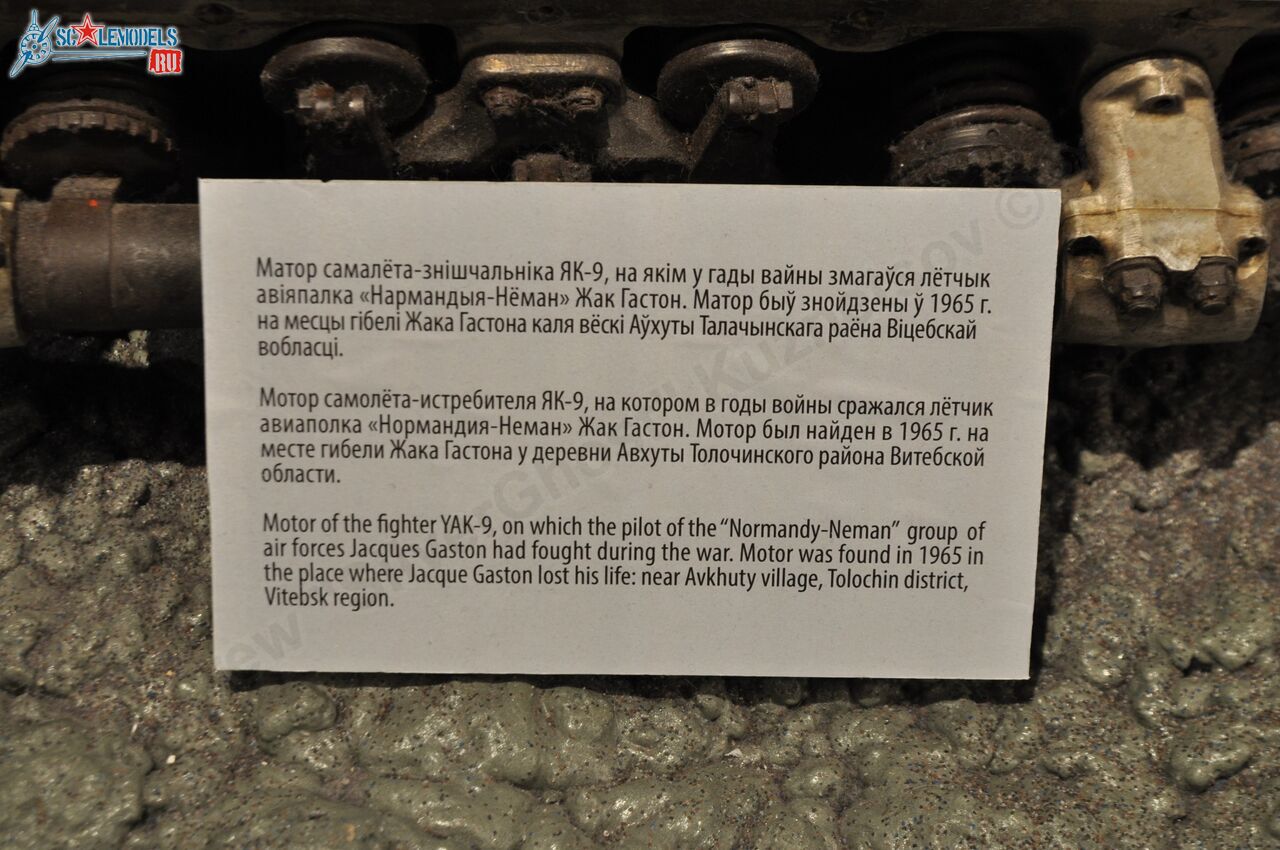 SCALEMODELS
RU
Матор самалёта-знішчальніка ЯК-9, на якім у гады вайны змагаўся лётчык
авіяпалка «Нармандыя-Нёман» Жак Гастон. Матор быў знойдзены ў 1965 г.
на месцы гібелі Жака Гастона каля вёскі Аўхуты Талачынскага раёна Віцебскай
вобласці.
Мотор самолёта-истребителя ЯК-9, на котором в годы войны сражался лётчик
авиаполка «Нормандия-Неман» Жак Гастон. Мотор был найден в 1965 г. на
месте гибели Жака Гастона у деревни Авхуты Толочинского района Витебской
области.
Motor of the fighter YAK-9, on which the pilot of the “Normandy-Neman” group of
air forces Jacques Gaston had fought during the war. Motor was found in 1965 in
the place where Jacque Gaston lost his life: near Avkhuty village, Tolochin district,
Vitebsk region.